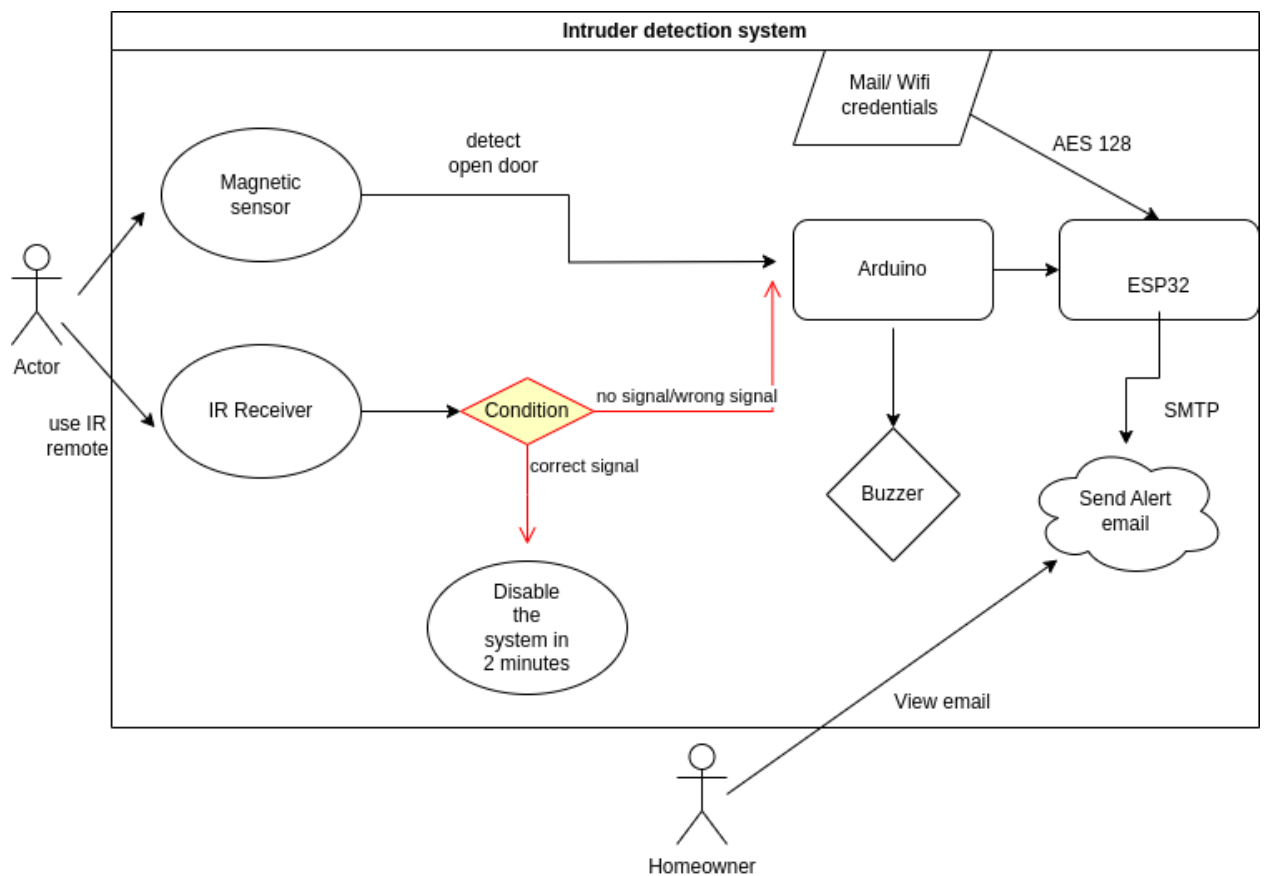 Intruder detection system
Mail/ Wifi
credentials
AES 128
detect
open door
Magnetic
sensor
Arduino
ESP32
Actor
use IR
remote
IR Receiver
Condition
no signal/wrong signal
correct signal
SMTP
Buzzer
Send Alert
email
Disable
the
system in
2 minutes
View email
Homeowner